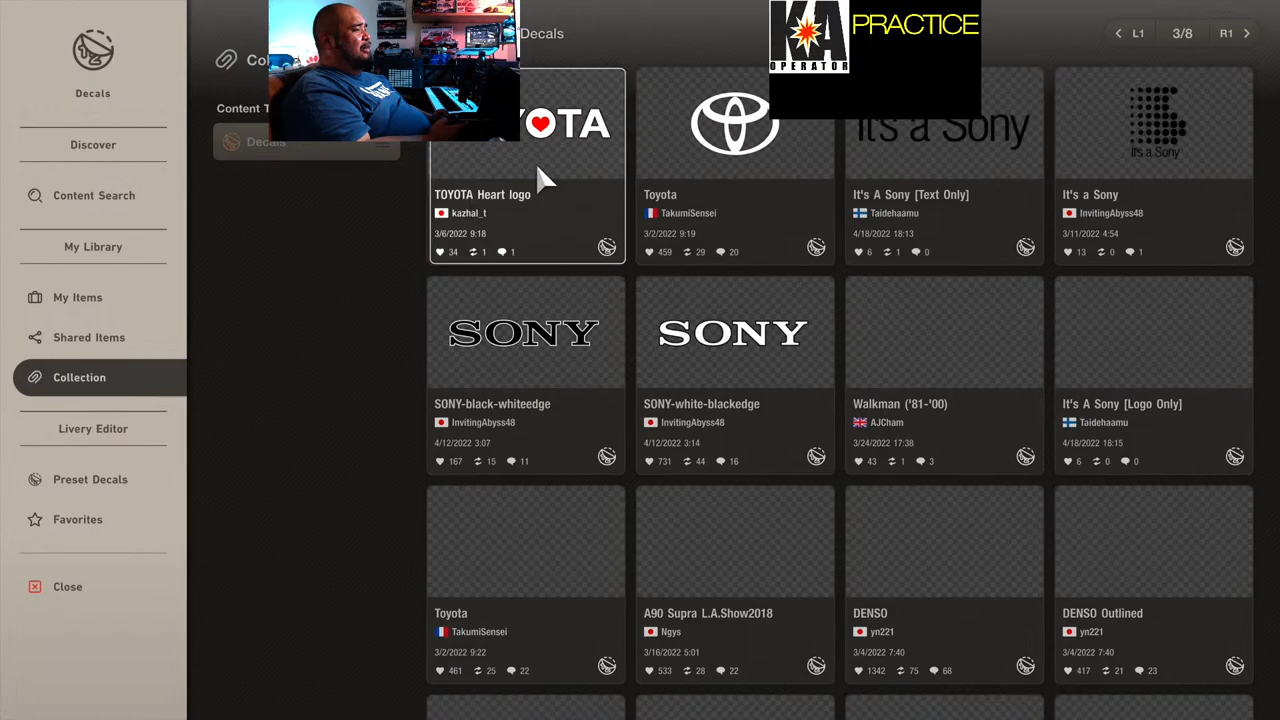 Decals
Discover
Content Search
My Library
My Items
Shared Items
Collection
Livery Editor
Preset Decals
Favorites
Close
Co
Decals
L1 3/8 R1
Content T
Decals
KA PRACTICE
OPERATOR
YOTA
TOYOTA Heart logo
kazhal_t
3/6/2022 9:18
34 1 1
Toyota
TakumiSensei
3/2/2022 9:19
459 29 20
It's a Sony
It's A Sony [Text Only]
Taidehaamu
4/18/2022 18:13
6 1 0
It's a Sony
It's a Sony
InvitingAbyss48
3/11/2022 4:54
13 0 1
SONY
SONY-black-whiteedge
InvitingAbyss48
4/12/2022 3:07
167 15 11
SONY
SONY-white-blackedge
InvitingAbyss48
4/12/2022 3:14
731 44 16
Walkman ('81-'00)
AJCham
3/24/2022 17:38
43 1 3
It's A Sony [Logo Only]
Taidehaamu
4/18/2022 18:15
6 0 0
Toyota
TakumiSensei
3/2/2022 9:22
461 25 22
A90 Supra L.A.Show2018
Ngys
3/16/2022 5:01
533 28 22
DENSO
yn221
3/4/2022 7:40
1342 75 68
DENSO Outlined
yn221
3/4/2022 7:40
417 21 23